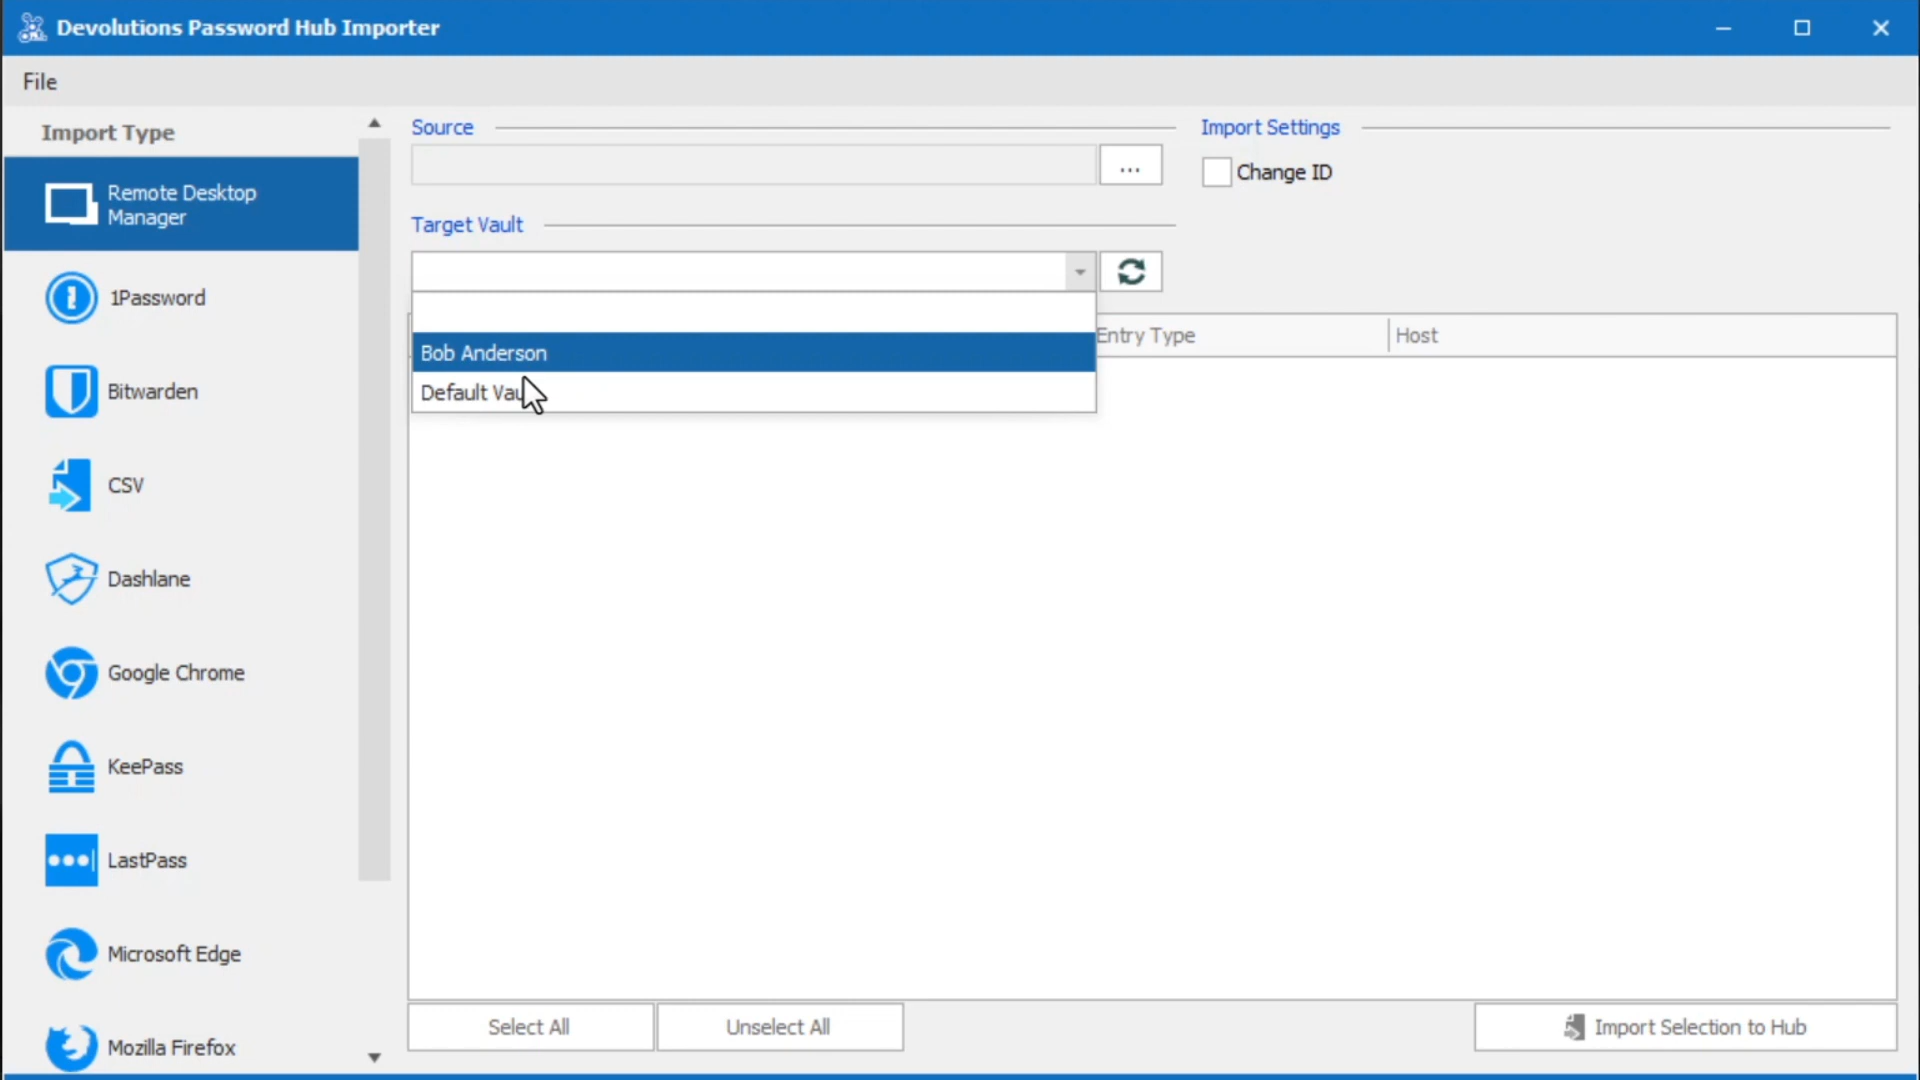 Devolutions Password Hub Importer
File
Import Type
Remote Desktop
Manager
1Password
Bitwarden
CSV
Dashlane
Google Chrome
KeePass
LastPass
Microsoft Edge
Mozilla Firefox
Source
...
Import Settings
Change ID
Target Vault
Entry Type
Host
Bob Anderson
Default
Select All
Unselect All
Import Selection to Hub